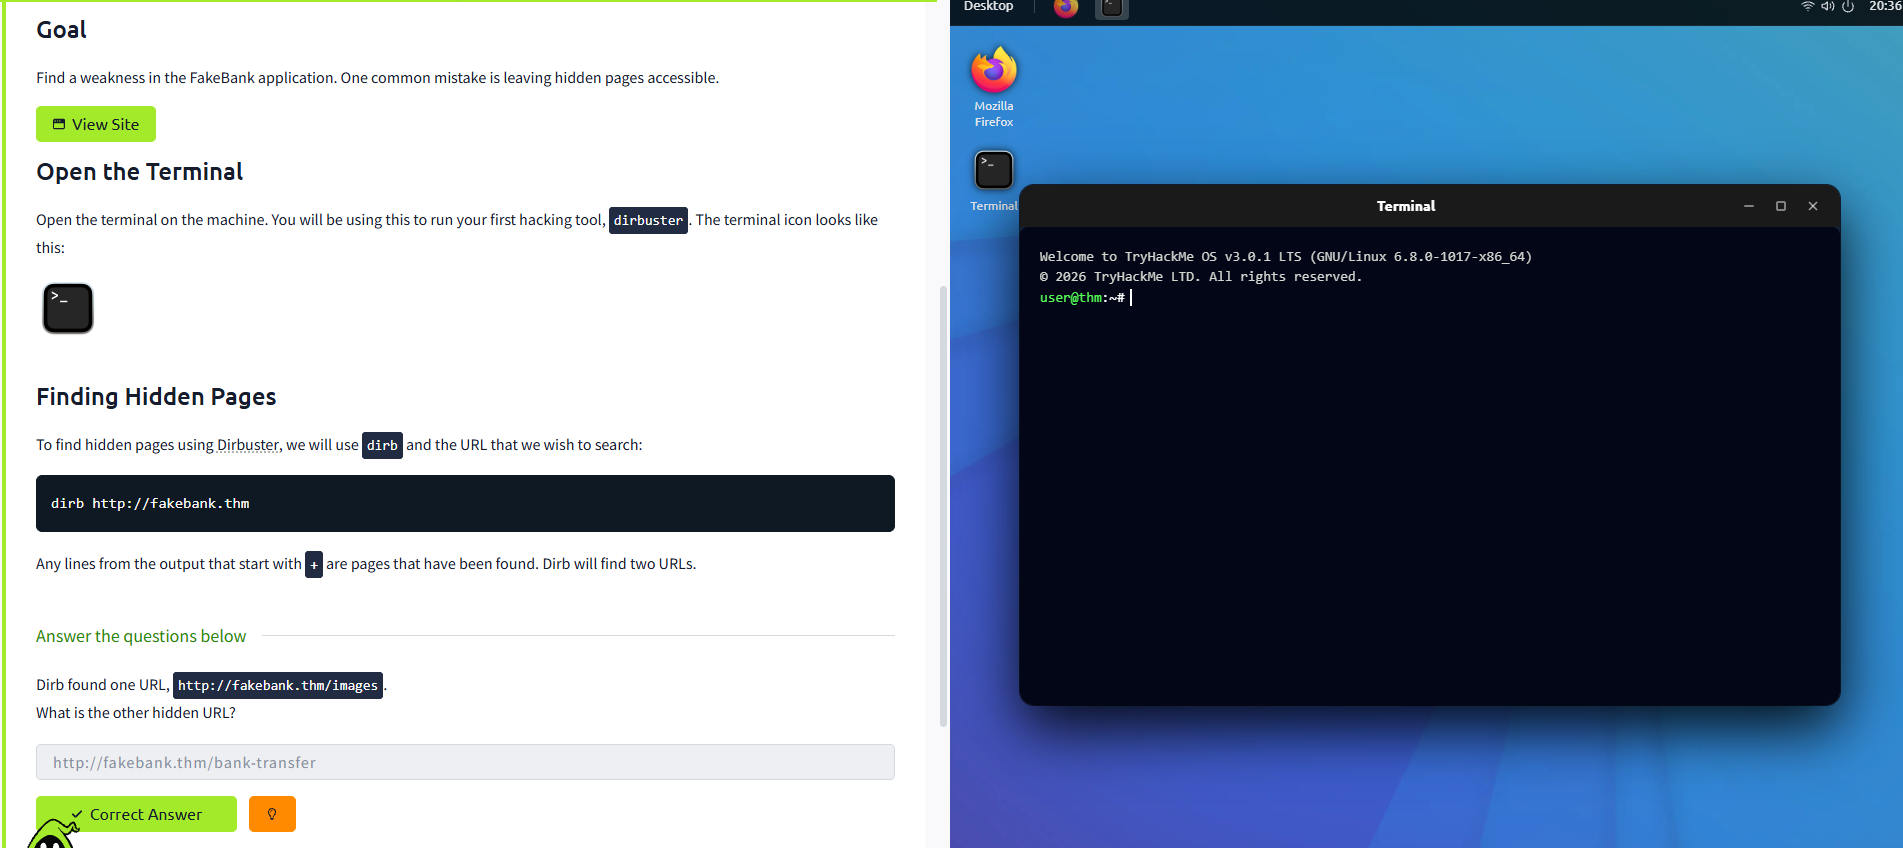 Goal
Find a weakness in the FakeBank application. One common mistake is leaving hidden pages accessible.
View Site
Open the Terminal
Open the terminal on the machine. You will be using this to run your first hacking tool, dirbuster. The terminal icon looks like
this:
>_
Finding Hidden Pages
To find hidden pages using Dirbuster, we will use dirb and the URL that we wish to search:
dirb http://fakebank.thm
Any lines from the output that start with + are pages that have been found. Dirb will find two URLs.
Answer the questions below
Dirb found one URL, http://fakebank.thm/images.
What is the other hidden URL?
http://fakebank.thm/bank-transfer
Correct Answer
Desktop
20:36
Mozilla
Firefox
>_
Terminal
Terminal
Welcome to TryHackMe OS v3.0.1 LTS (GNU/Linux 6.8.0-1017-x86_64)
© 2026 TryHackMe LTD. All rights reserved.
user@thm:~#